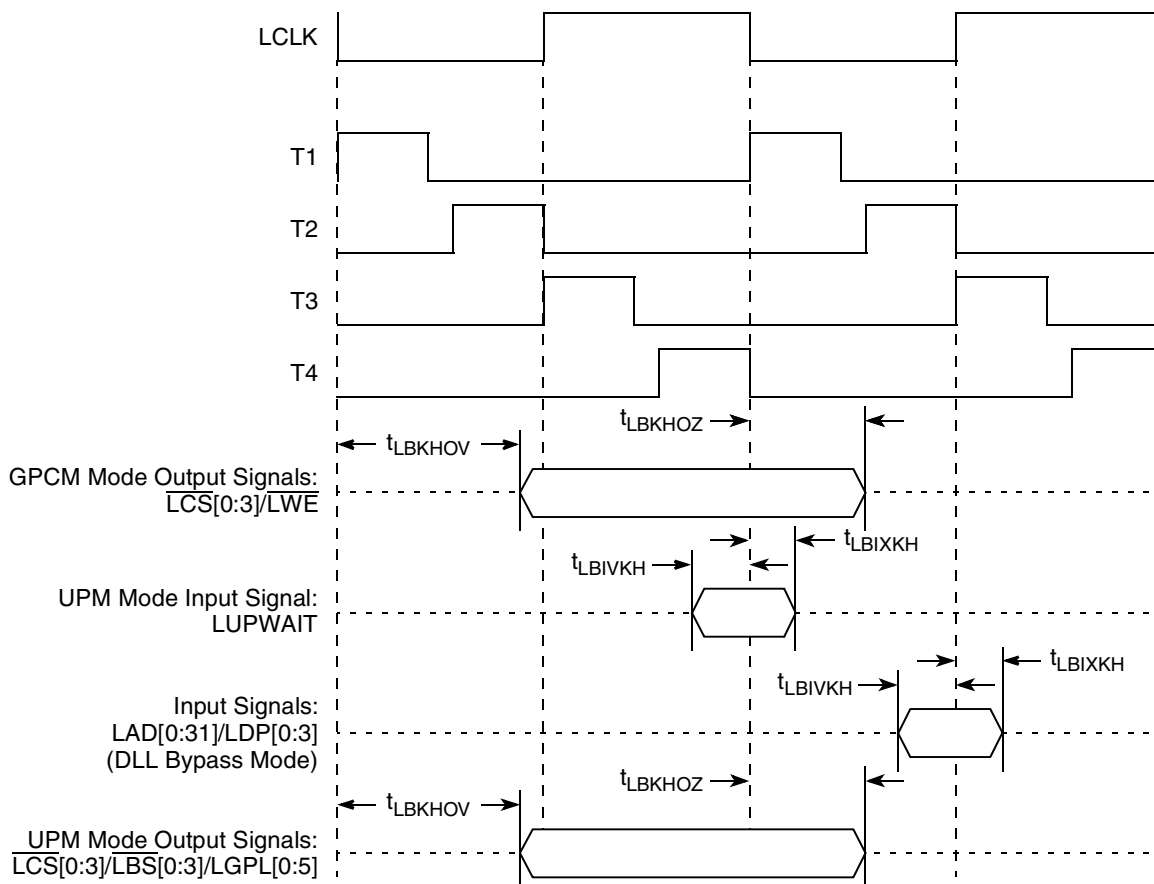 LCLK
T1
T2
T3
T4
tLBKHOZ
tLBKHOV
GPCM Mode Output Signals:
LCS[0:3]/LWE
tLBIXKH
tLBIVKH
UPM Mode Input Signal:
LUPWAIT
tLBIXKH
tLBIVKH
Input Signals:
LAD[0:31]/LDP[0:3]
(DLL Bypass Mode)
tLBKHOZ
tLBKHOV
UPM Mode Output Signals:
LCS[0:3]/LBS[0:3]/LGPL[0:5]